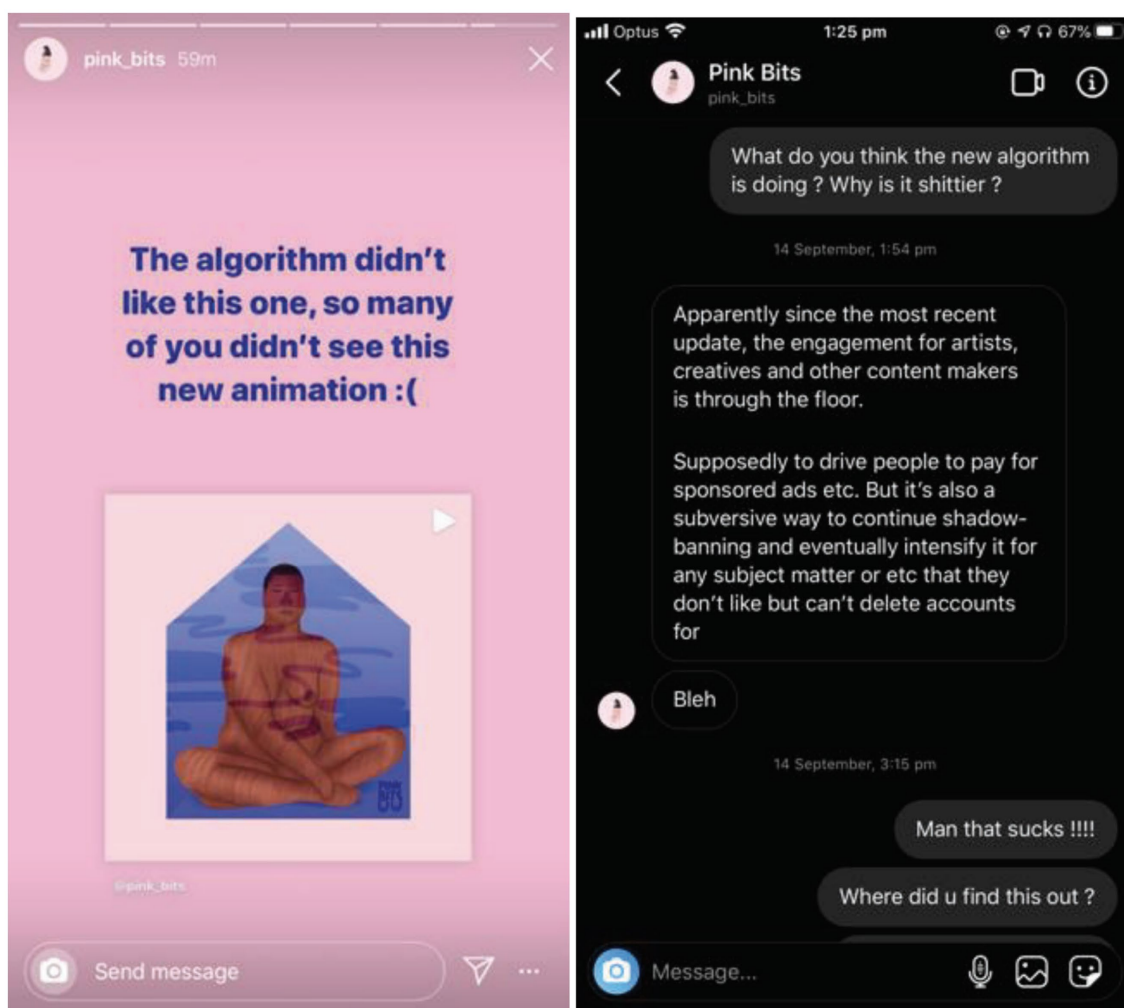 pink_bits 59m
The algorithm didn't
like this one, so many
of you didn't see this
new animation :(
PINK
BITS
@pink_bits
Send message
Optus 1:25 pm 67%
Pink Bits
pink_bits
What do you think the new algorithm
is doing ? Why is it shittier ?
14 September, 1:54 pm
Apparently since the most recent
update, the engagement for artists,
creatives and other content makers
is through the floor.
Supposedly to drive people to pay for
sponsored ads etc. But it's also a
subversive way to continue shadow-
banning and eventually intensify it for
any subject matter or etc that they
don't like but can't delete accounts
for
Bleh
14 September, 3:15 pm
Man that sucks !!!!
Where did u find this out ?
Message...